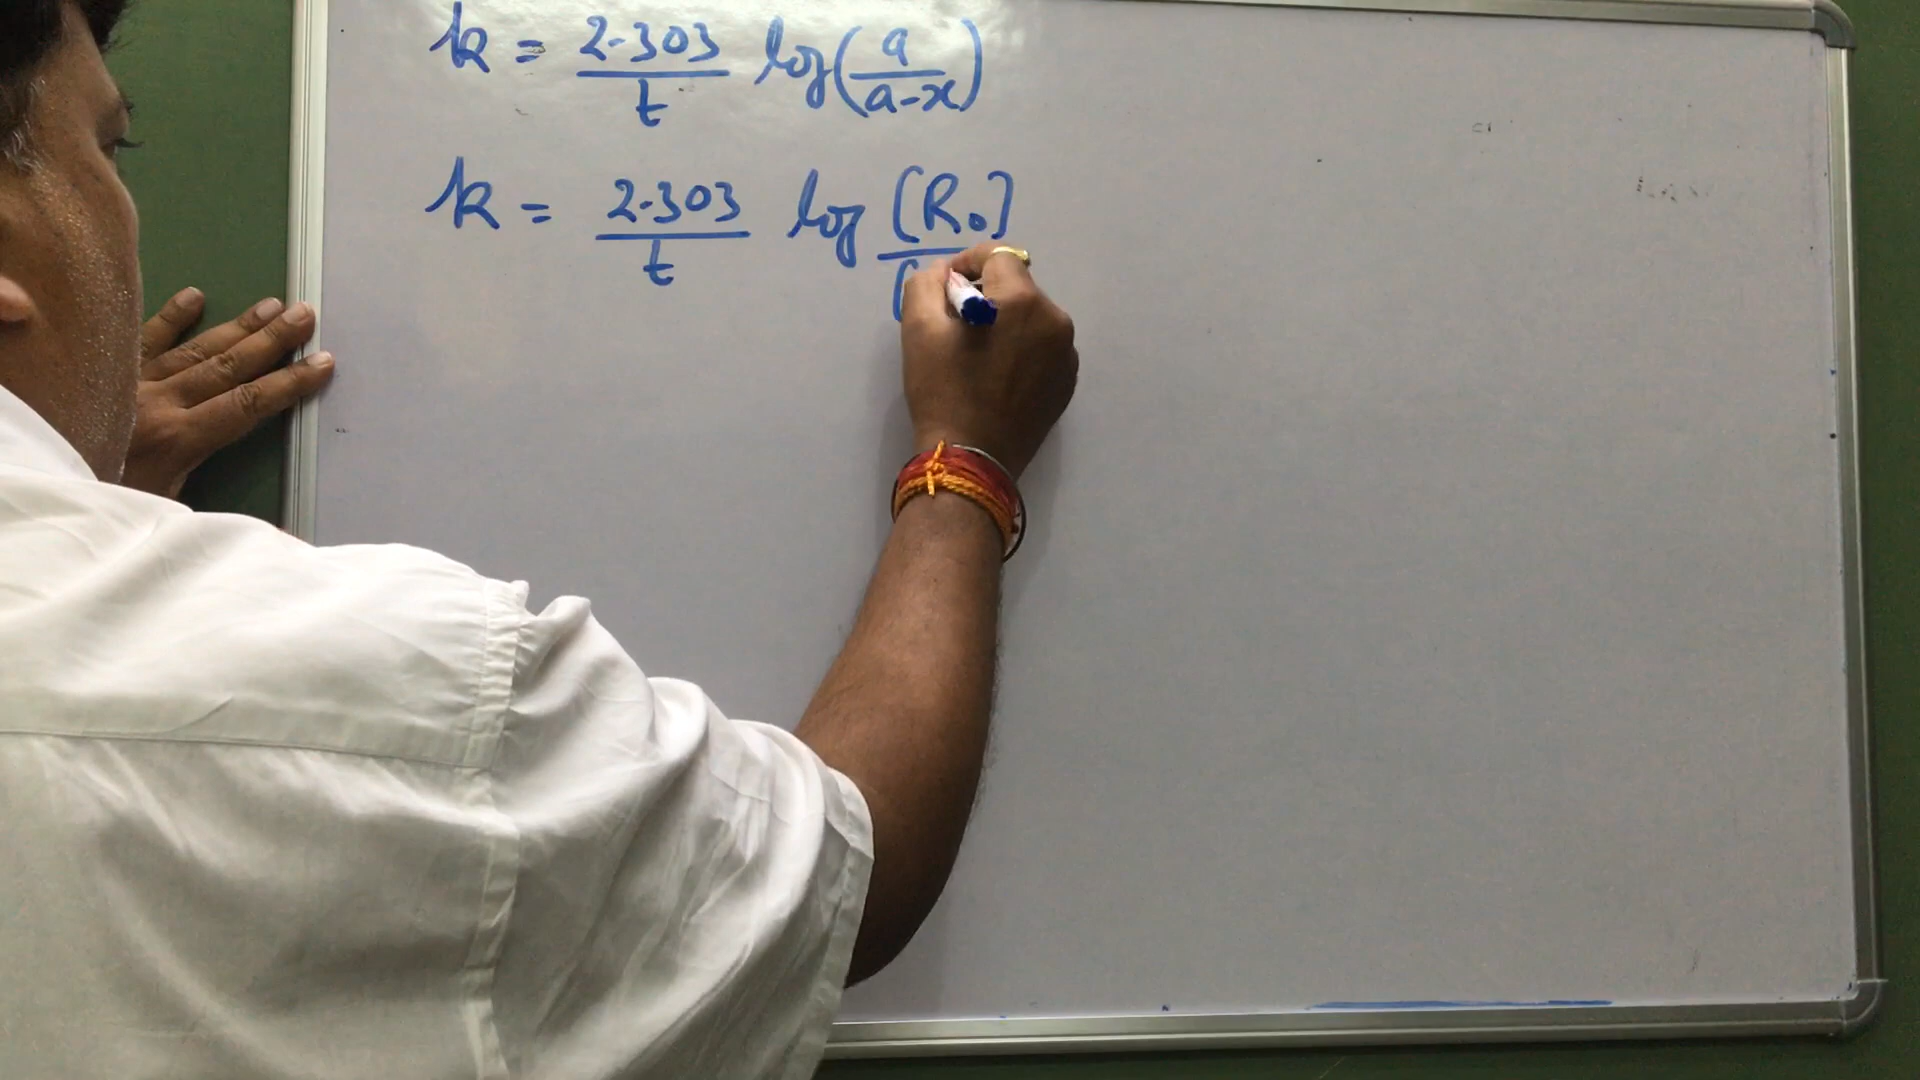 k = 2.303/t log(a/a-x)
k = 2.303/t log [R₀]/[